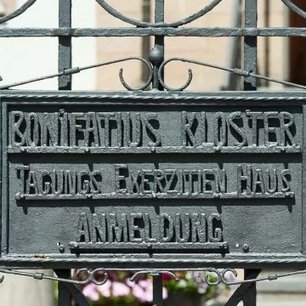 BONIFATIUS KLOSTER
TAGUNGS EXERZITIEN HAUS
ANMELDUNG